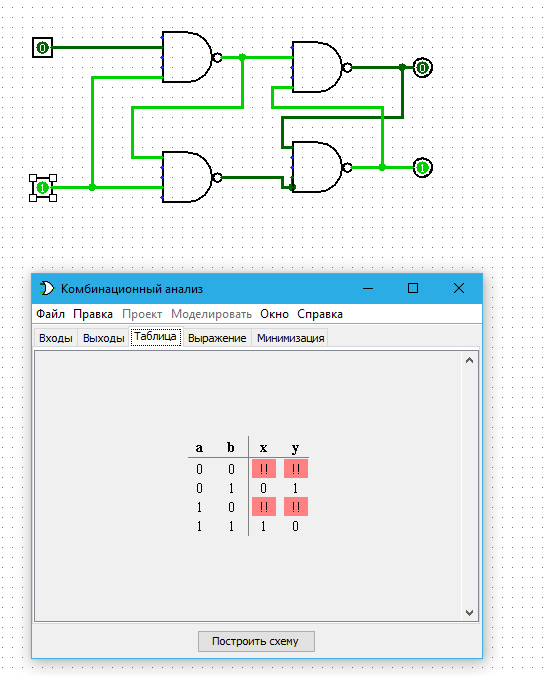 0
0
1
1
Комбинационный анализ
Файл Правка Проект Моделировать Окно Справка
Входы Выходы Таблица Выражение Минимизация
a b x y
0 0 !! !!
0 1 0 1
1 0 !! !!
1 1 1 0
Построить схему